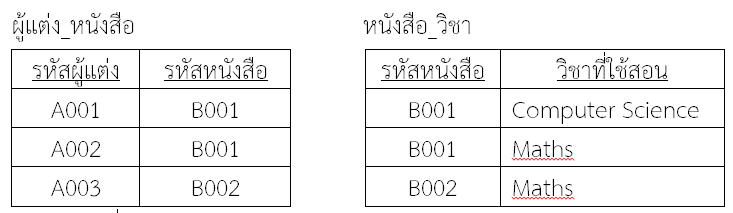 ผู้แต่ง_หนังสือ หนังสือ_วิชา
รหัสผู้แต่ง รหัสหนังสือ รหัสหนังสือ วิชาที่ใช้สอน
A001 B001 B001 Computer Science
A002 B001 B001 Maths
A003 B002 B002 Maths